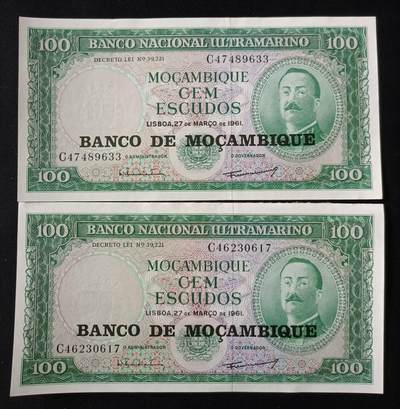 100 BANCO NACIONAL ULTRAMARINO 100
DECRETO LEI Nº 39221 C47489633
MOÇAMBIQUE
CEM
ESCUDOS
LISBOA, 27 DE MARÇO DE 1961.
BANCO DE MOÇAMBIQUE
C47489633 O ADMINISTRADOR O GOVERNADOR
100 100
100 BANCO NACIONAL ULTRAMARINO 100
DECRETO LEI Nº 39221 C46230617
MOÇAMBIQUE
CEM
ESCUDOS
LISBOA, 27 DE MARÇO DE 1961.
BANCO DE MOÇAMBIQUE
C46230617 O ADMINISTRADOR O GOVERNADOR
100 100